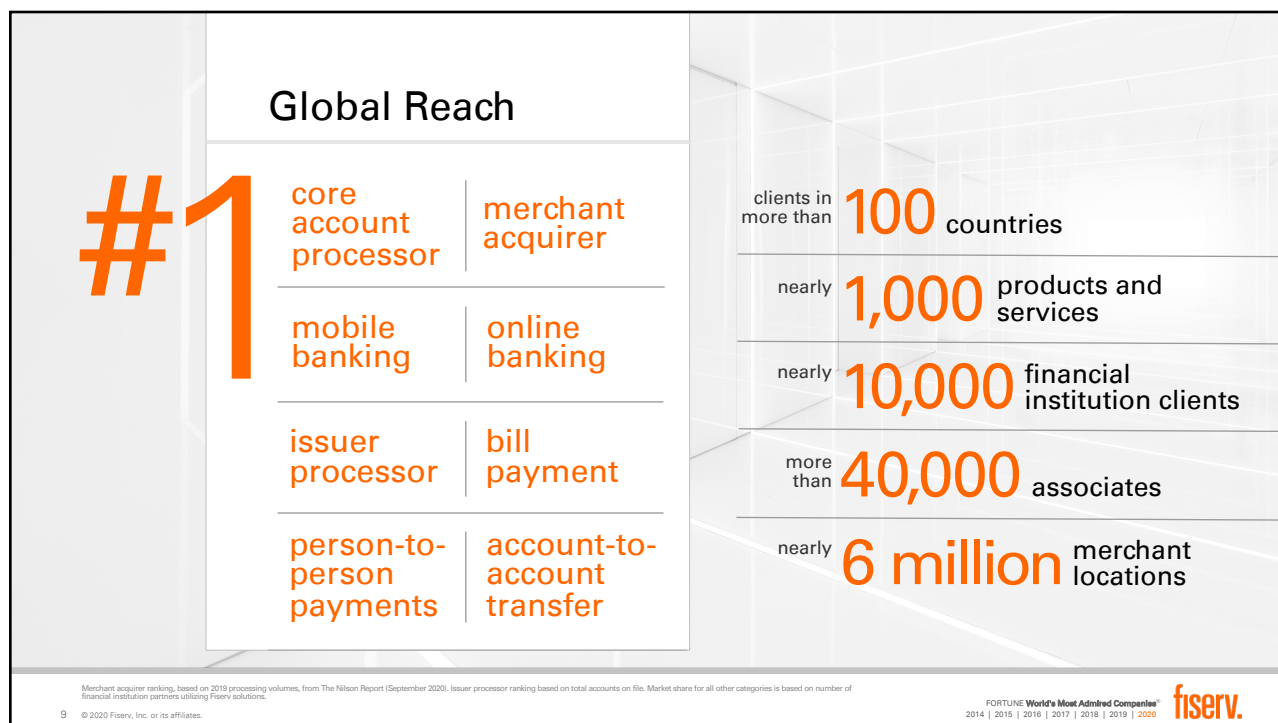 Global Reach
#1
core
account
processor
merchant
acquirer
mobile
banking
online
banking
issuer
processor
bill
payment
person-to-
person
payments
account-to-
account
transfer
clients in
more than
100 countries
nearly
1,000 products and
services
nearly
10,000 financial
institution clients
more
than
40,000 associates
nearly
6 million merchant
locations
Merchant acquirer ranking, based on 2019 processing volumes, from The Nilson Report (September 2020). Issuer processor ranking based on total accounts on file. Market share for all other categories is based on number of
financial institution partners utilizing Fiserv solutions.
9 © 2020 Fiserv, Inc. or its affiliates.
FORTUNE World's Most Admired Companies®
2014 | 2015 | 2016 | 2017 | 2018 | 2019 | 2020
fiserv.